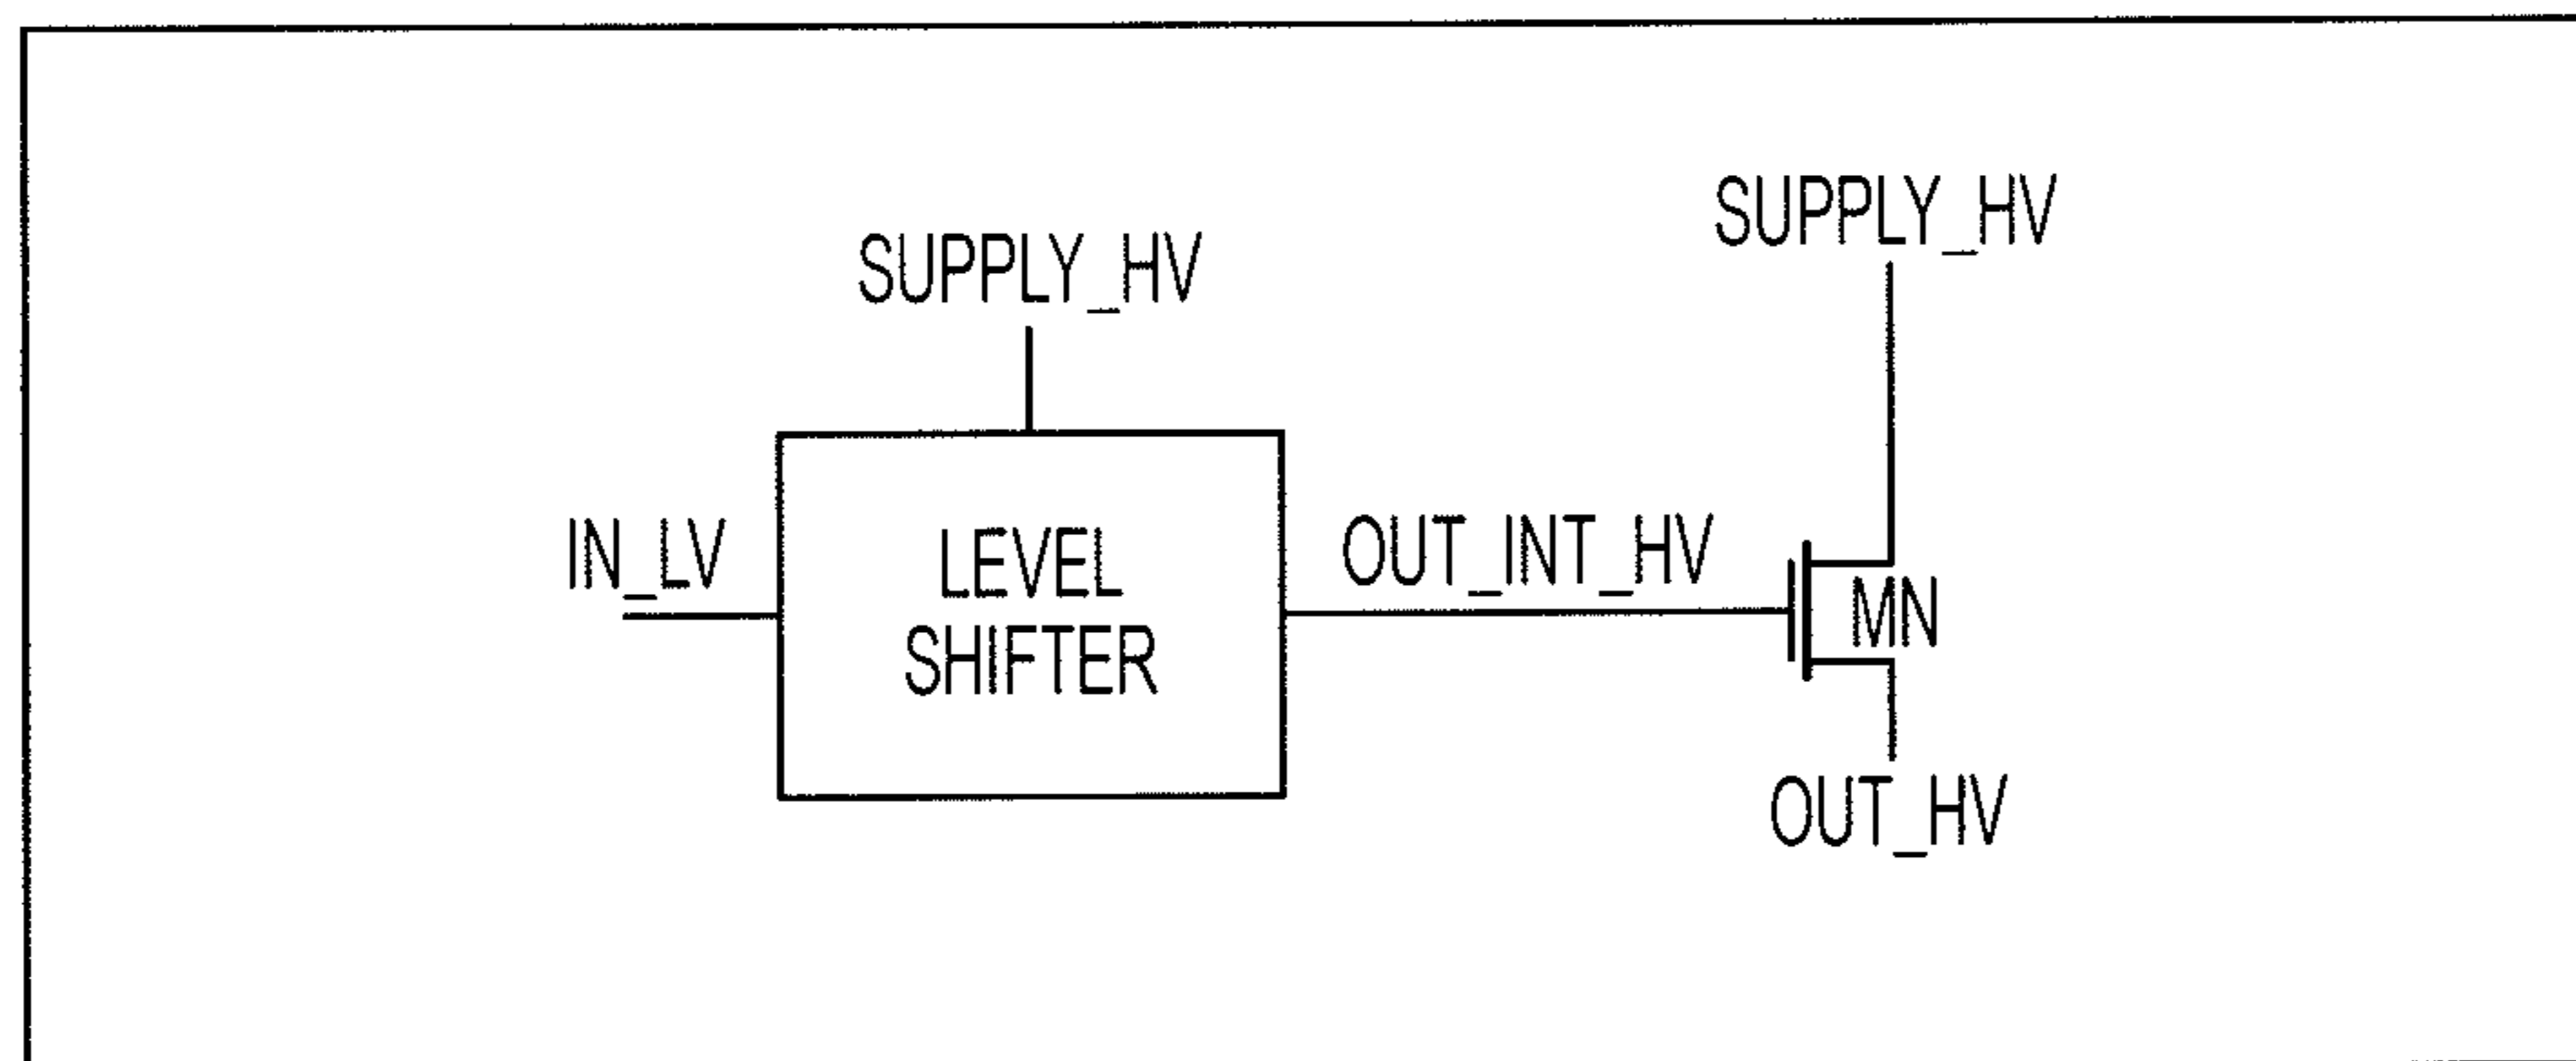 SUPPLY_HV
SUPPLY_HV
IN_LV
LEVEL
SHIFTER
OUT_INT_HV
MN
OUT_HV